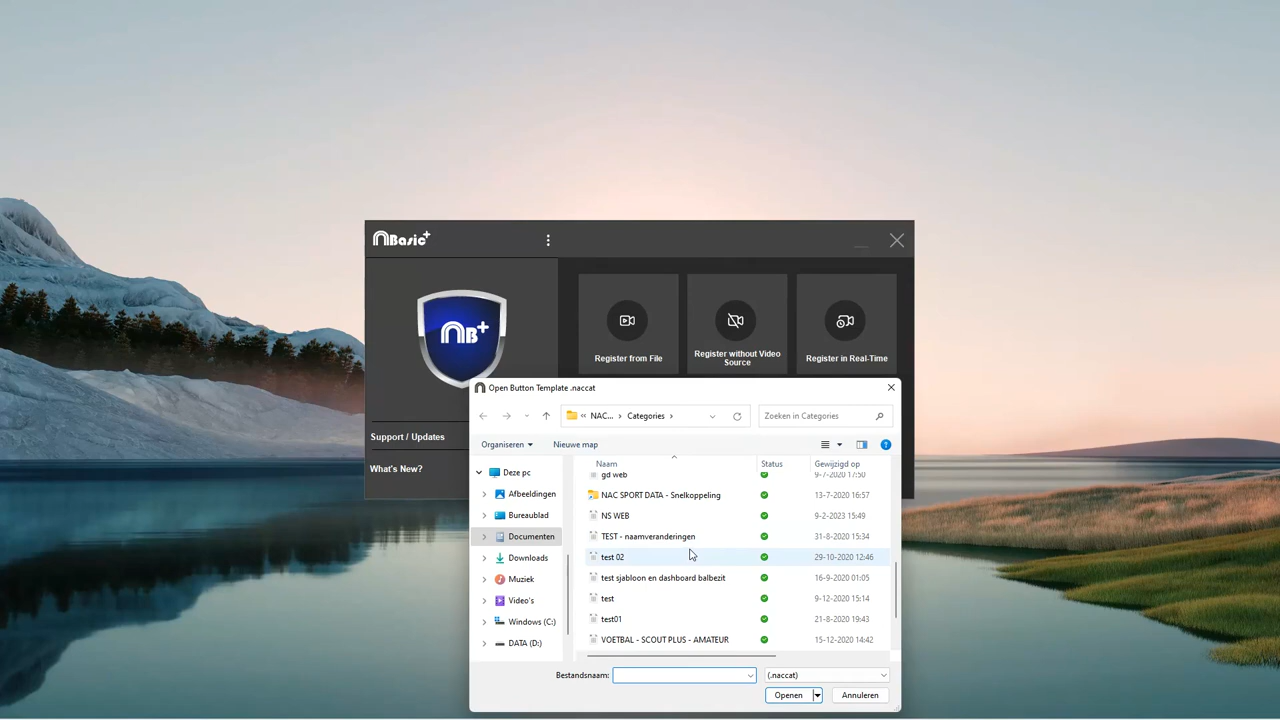 nBasic+
nB+
Register from File
Register without Video
Source
Register in Real-Time
Support / Updates
What's New?
Open Button Template .naccat
« NAC... › Categories ›
Zoeken in Categories
Organiseren
Nieuwe map
Naam Status Gewijzigd op
Deze pc
Afbeeldingen
Bureaublad
Documenten
Downloads
Muziek
Video's
Windows (C:)
DATA (D:)
gd web 9-7-2020 17:50
NAC SPORT DATA - Snelkoppeling 13-7-2020 16:57
NS WEB 9-2-2023 15:49
TEST - naamveranderingen 31-8-2020 15:34
test 02 29-10-2020 12:46
test sjabloon en dashboard balbezit 16-9-2020 01:05
test 9-12-2020 15:14
test01 21-8-2020 19:43
VOETBAL - SCOUT PLUS - AMATEUR 15-12-2020 14:42
Bestandsnaam: (.naccat)
Openen Annuleren